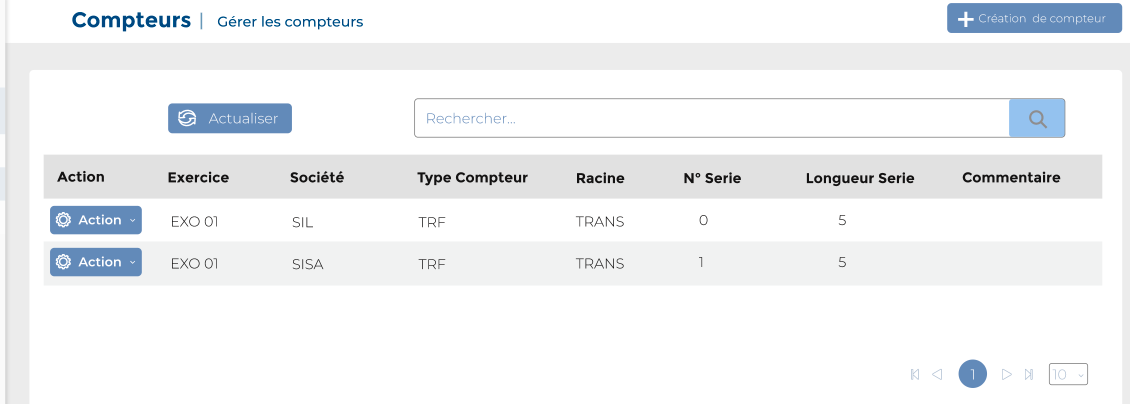 Compteurs | Gérer les compteurs
Création de compteur
Actualiser
Rechercher...
Action Exercice Société Type Compteur Racine N° Serie Longueur Serie Commentaire
Action EXO 01 SIL TRF TRANS 0 5
Action EXO 01 SISA TRF TRANS 1 5
1 10